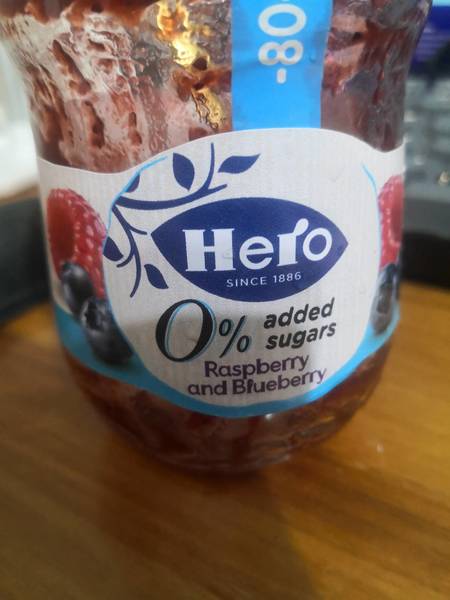 -80-
Hero
SINCE 1886
0% added
sugars
Raspberry
and Blueberry